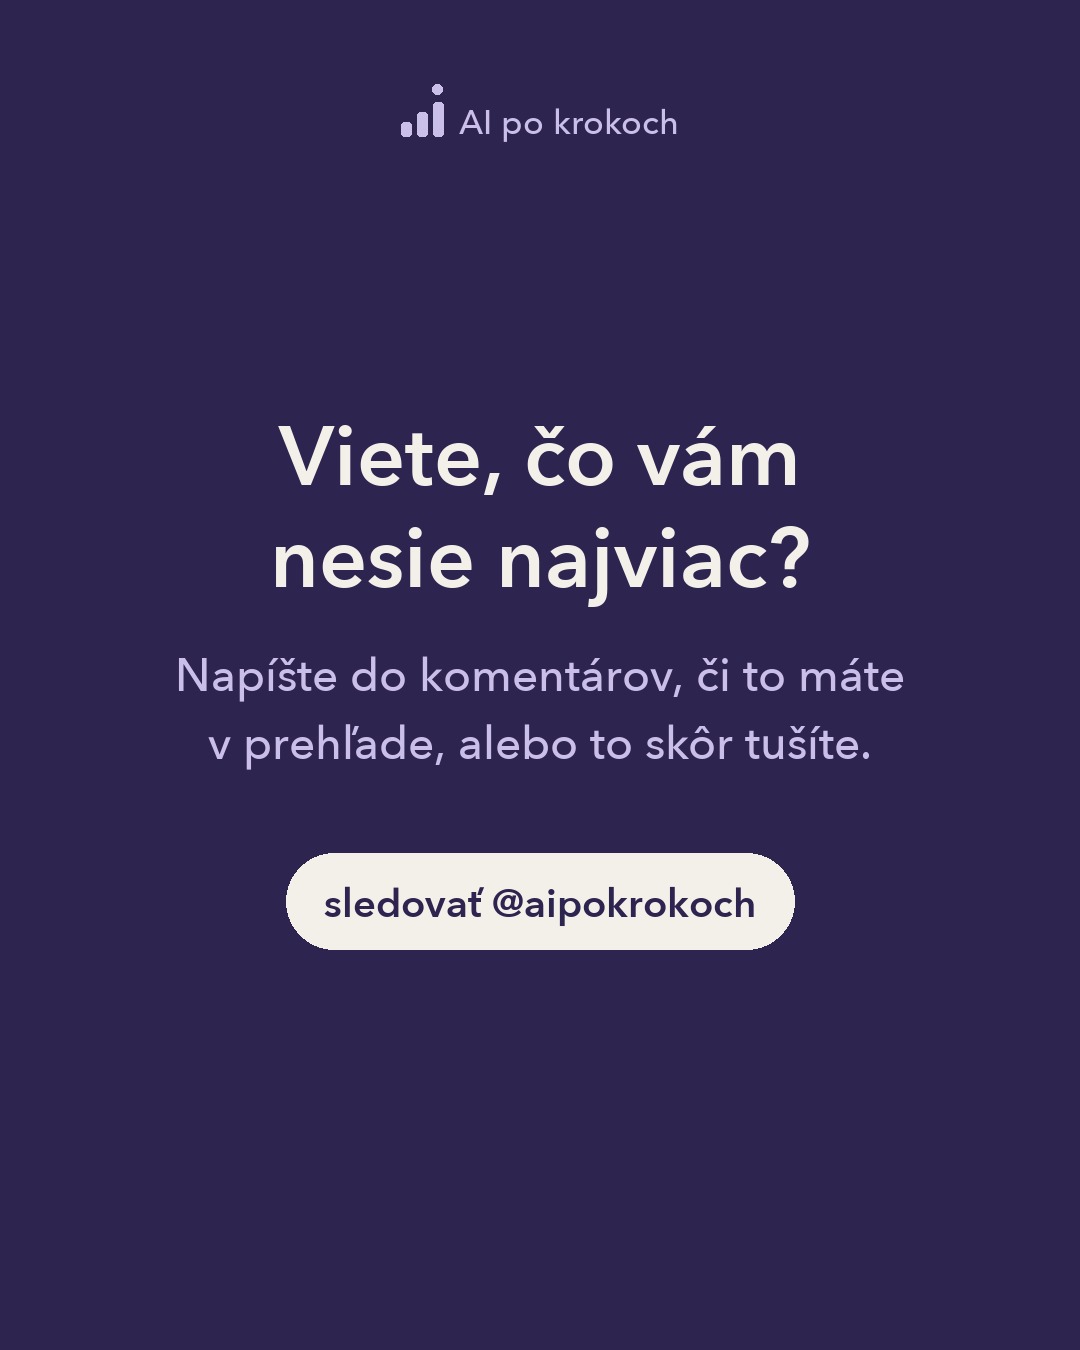 AI po krokoch
Viete, čo vám
nesie najviac?
Napíšte do komentárov, či to máte
v prehľade, alebo to skôr tušíte.
sledovať @aipokrokoch